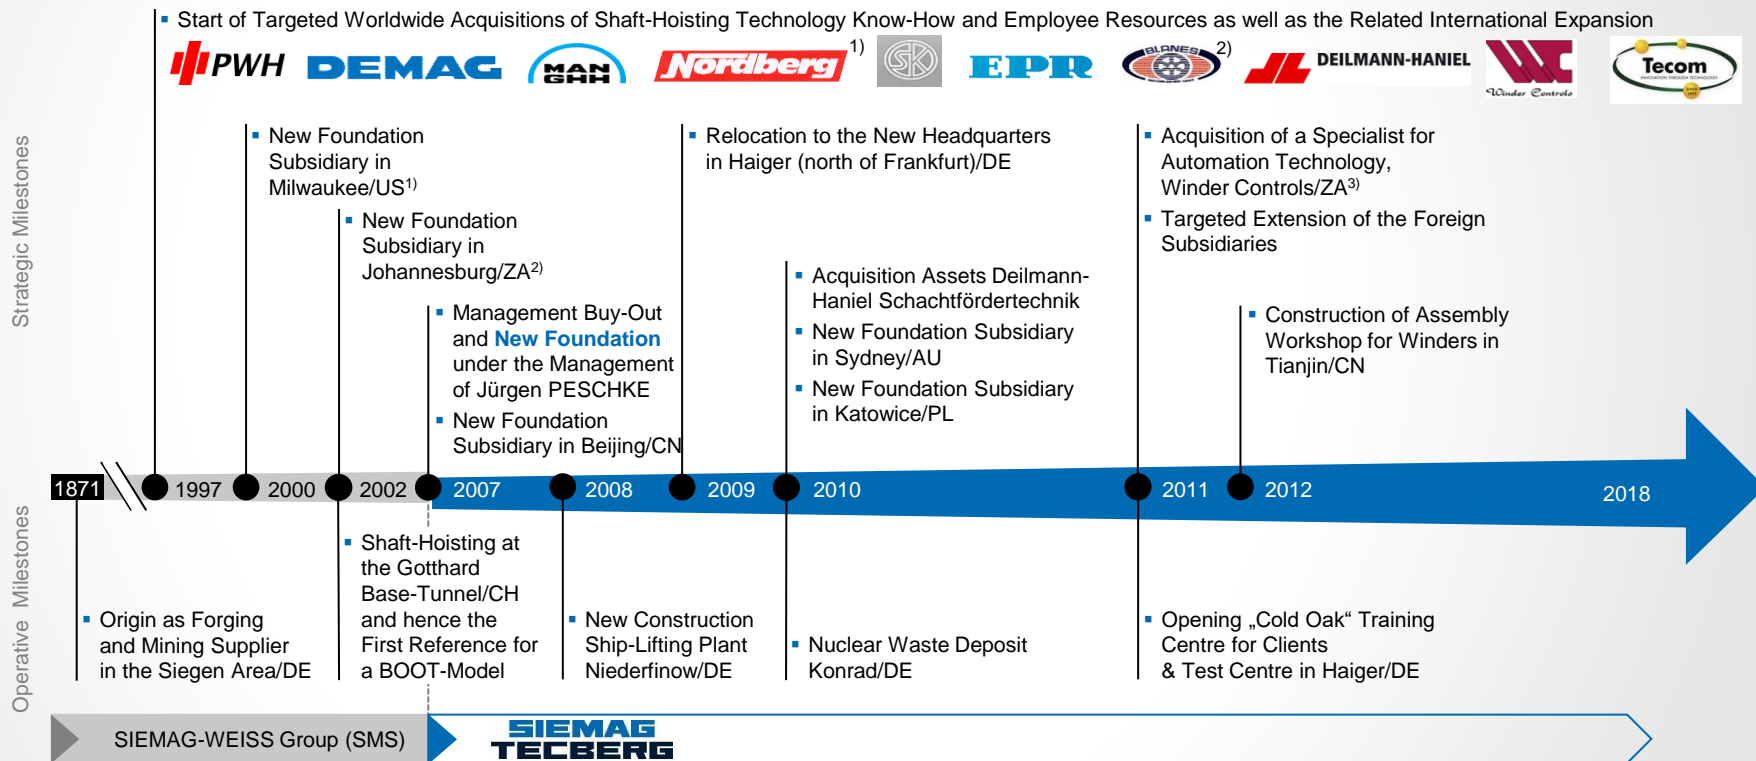 ▪ Start of Targeted Worldwide Acquisitions of Shaft-Hoisting Technology Know-How and Employee Resources as well as the Related International Expansion
PWH
DEMAG
MAN
GHH
Nordberg 1)
SK
EPR
BLANES 2)
DEILMANN-HANIEL
WC
Winder Controls
Tecom
INNOVATION THROUGH TECHNOLOGY
Strategic Milestones
▪ New Foundation
Subsidiary in
Milwaukee/US1)
▪ New Foundation
Subsidiary in
Johannesburg/ZA2)
▪ Management Buy-Out
and New Foundation
under the Management
of Jürgen PESCHKE
▪ New Foundation
Subsidiary in Beijing/CN
▪ Relocation to the New Headquarters
in Haiger (north of Frankfurt)/DE
▪ Acquisition Assets Deilmann-
Haniel Schachtfördertechnik
▪ New Foundation Subsidiary
in Sydney/AU
▪ New Foundation Subsidiary
in Katowice/PL
▪ Acquisition of a Specialist for
Automation Technology,
Winder Controls/ZA3)
▪ Targeted Extension of the Foreign
Subsidiaries
▪ Construction of Assembly
Workshop for Winders in
Tianjin/CN
1871 1997 2000 2002 2007 2008 2009 2010 2011 2012 2018
Operative Milestones
▪ Origin as Forging
and Mining Supplier
in the Siegen Area/DE
▪ Shaft-Hoisting at
the Gotthard
Base-Tunnel/CH
and hence the
First Reference for
a BOOT-Model
▪ New Construction
Ship-Lifting Plant
Niederfinow/DE
▪ Nuclear Waste Deposit
Konrad/DE
▪ Opening „Cold Oak“ Training
Centre for Clients
& Test Centre in Haiger/DE
SIEMAG-WEISS Group (SMS)
SIEMAG
TECBERG